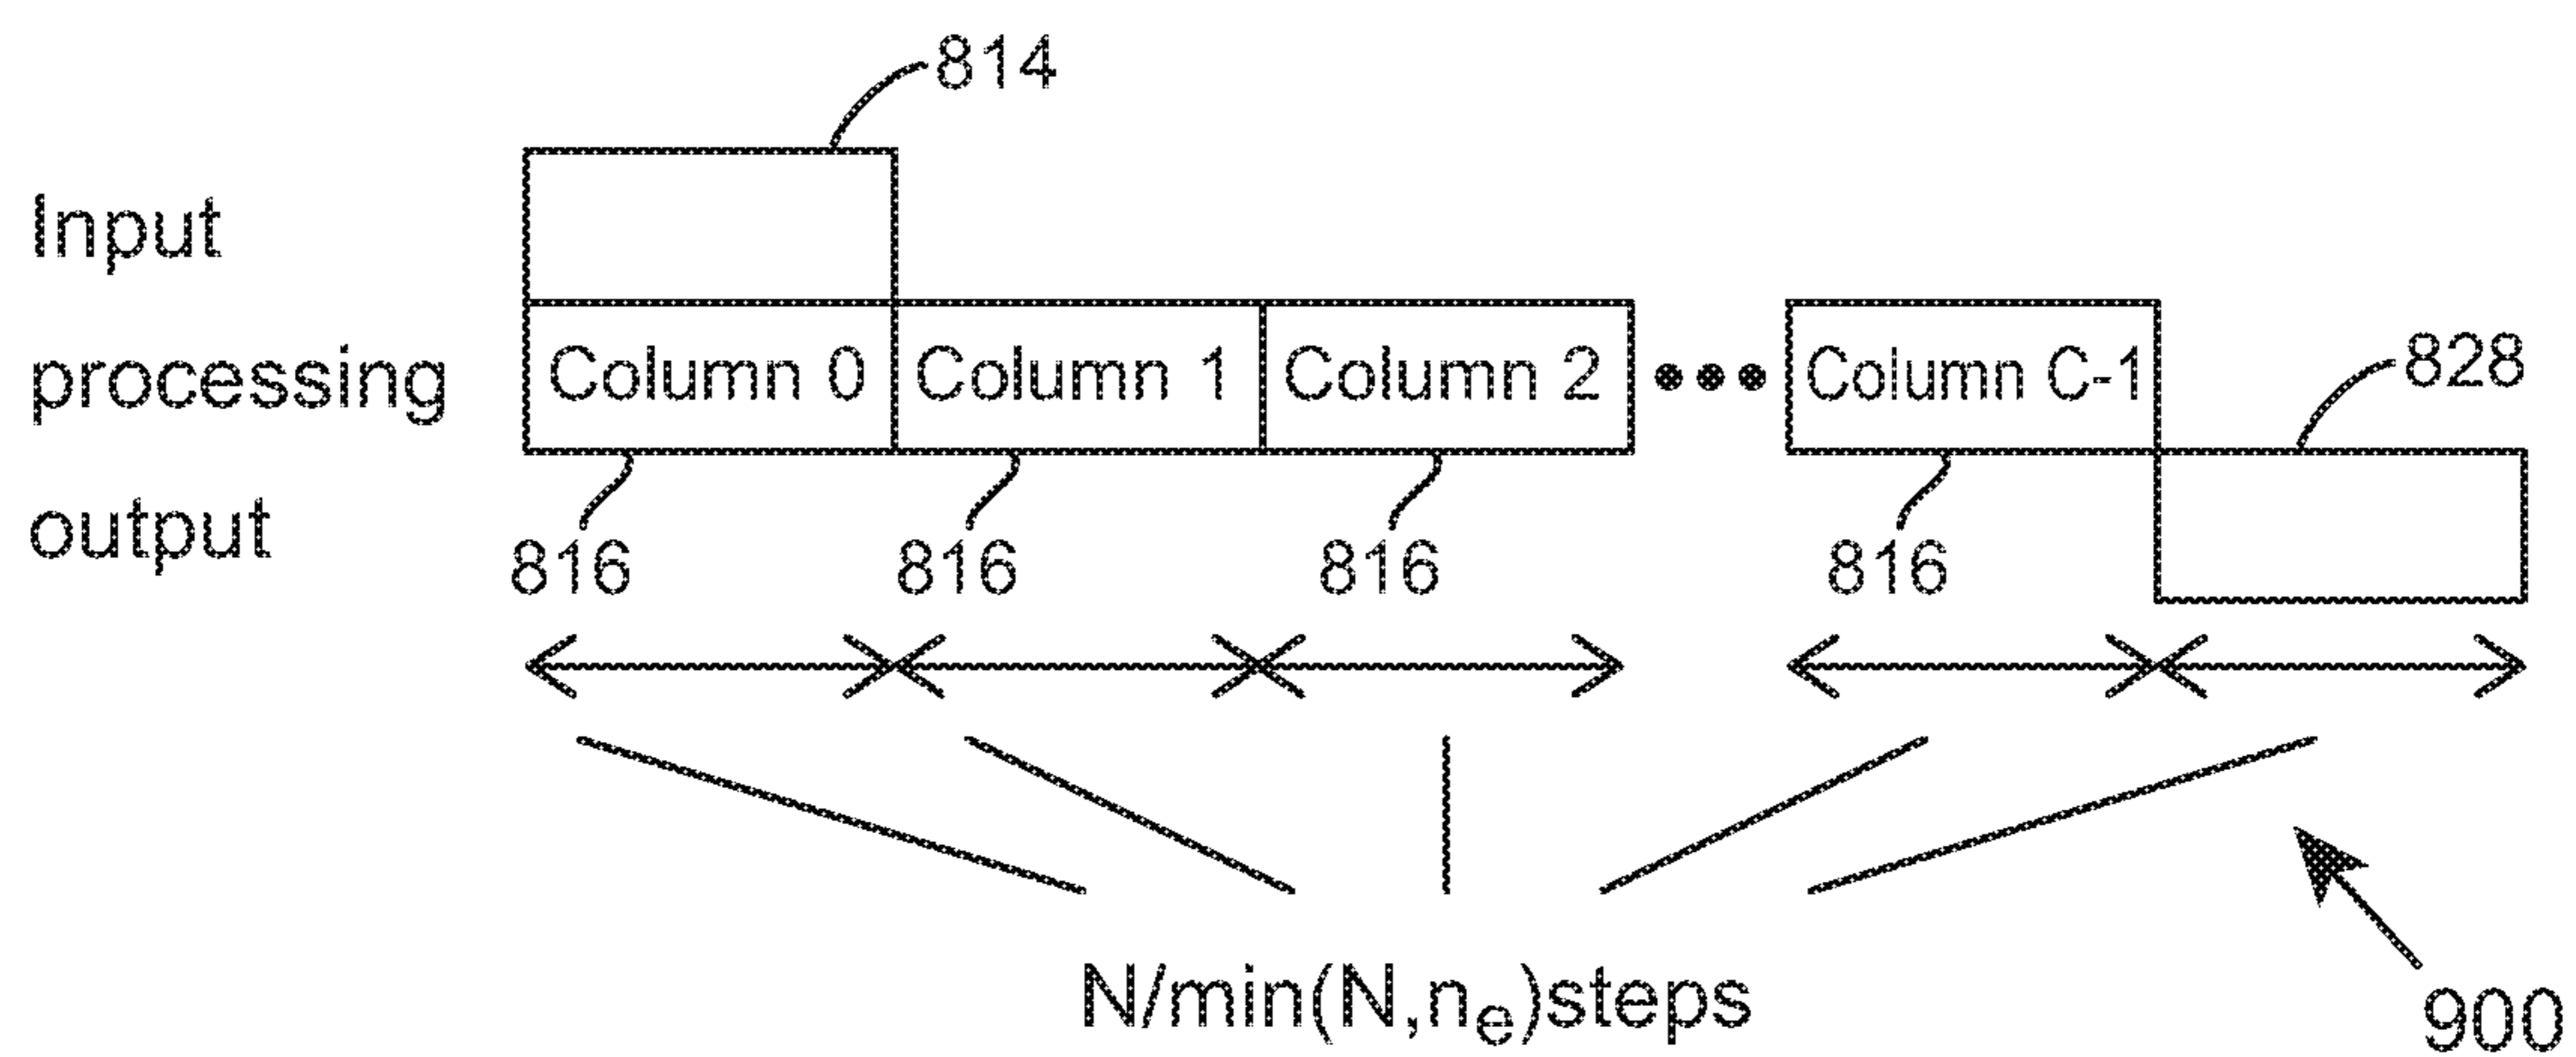 814
Input
processing Column 0 Column 1 Column 2 ••• Column C-1 828
output
816 816 816 816
N/min(N,nₑ)steps
900